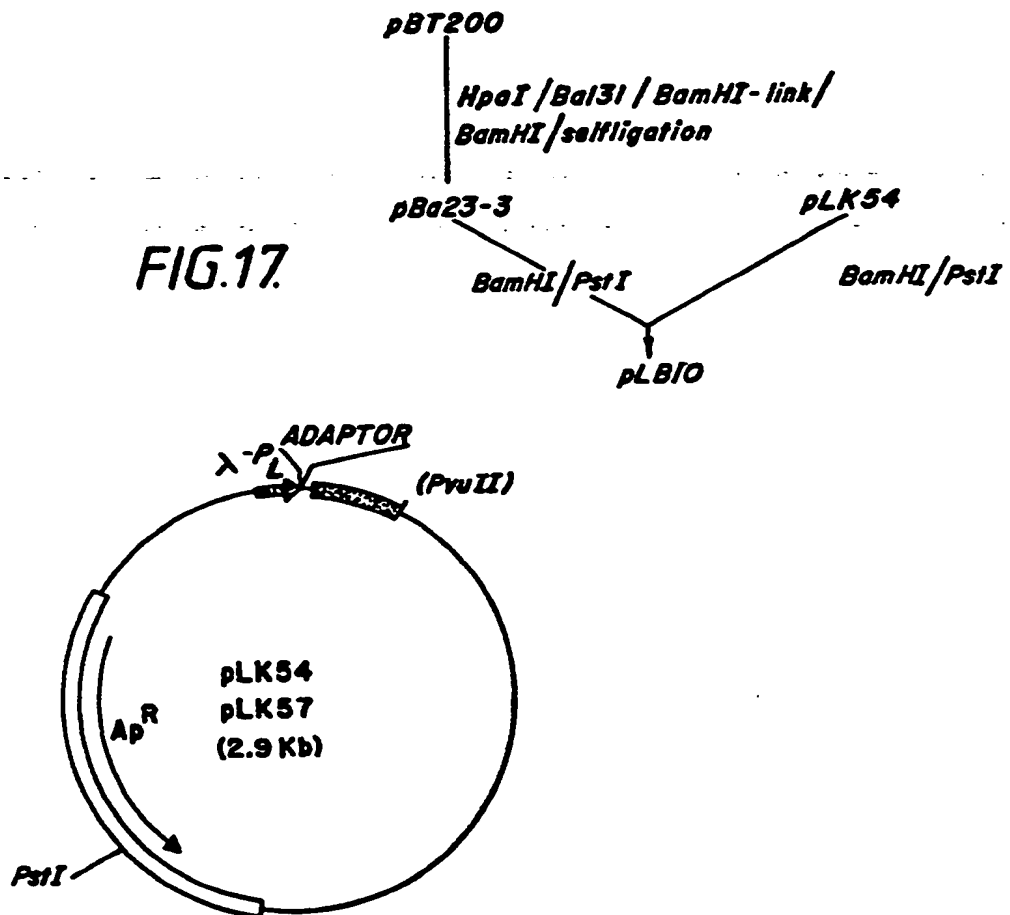 pBT200
HpaI/Bal31/BamHI-link/
BamHI/selfligation
pBa23-3
pLK54
FIG.17.
BamHI/PstI
BamHI/PstI
pLB10
λ-PL
ADAPTOR
(PvuII)
pLK54
pLK57
(2.9 Kb)
ApR
PstI